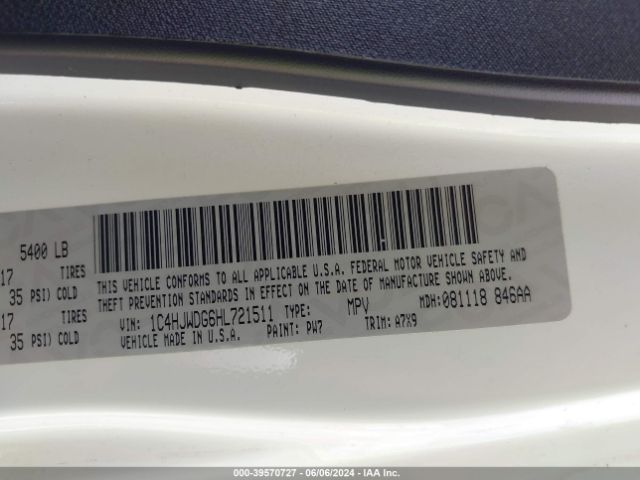 5400 LB
17 TIRES
35 PSI) COLD
17 TIRES
35 PSI) COLD
THIS VEHICLE CONFORMS TO ALL APPLICABLE U.S.A. FEDERAL MOTOR VEHICLE SAFETY AND
THEFT PREVENTION STANDARDS IN EFFECT ON THE DATE OF MANUFACTURE SHOWN ABOVE.
VIN: 1C4HJWDG6HL721511 TYPE: MPV MDH: 081118 846AA
VEHICLE MADE IN U.S.A. PAINT: PW7 TRIM: A7X9
000-39570727 - 06/06/2024 - IAA Inc.